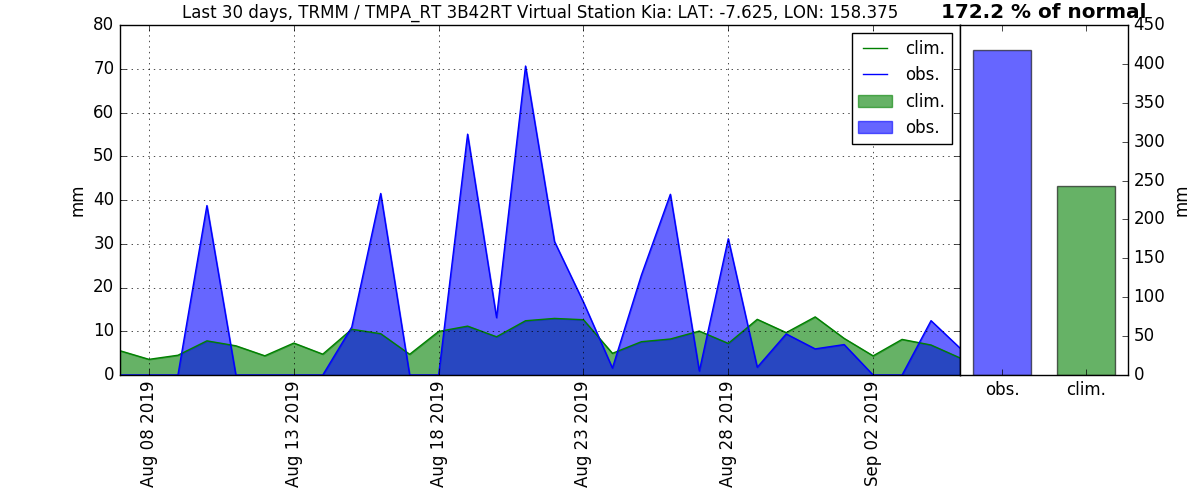 Last 30 days, TRMM / TMPA_RT 3B42RT Virtual Station Kia: LAT: -7.625, LON: 158.375
172.2 % of normal
80
70
60
50
40
30
20
10
0
mm
clim.
obs.
clim.
obs.
Aug 08 2019
Aug 13 2019
Aug 18 2019
Aug 23 2019
Aug 28 2019
Sep 02 2019
450
400
350
300
250
200
150
100
50
0
mm
obs.
clim.